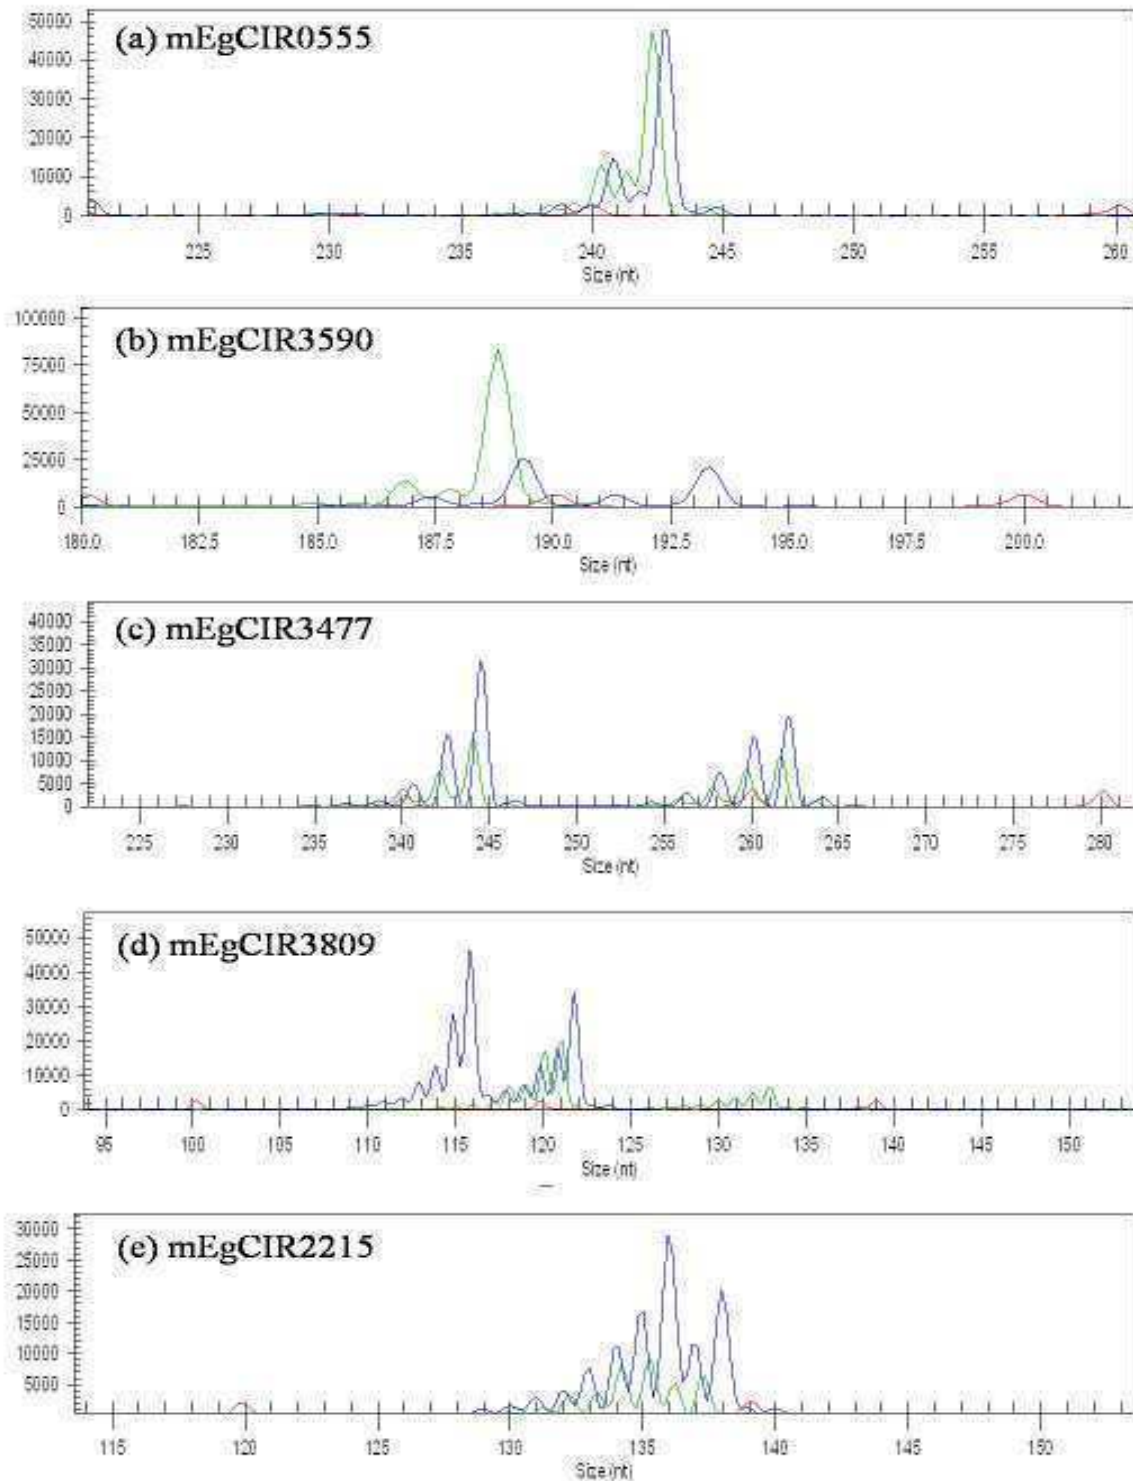 (a) mEgCIR0555
50000
40000
30000
20000
10000
0
225 230 235 240 245 250 255 260
Size (nt)
(b) mEgCIR3590
100000
75000
50000
25000
0
180.0 182.5 185.0 187.5 190.0 192.5 195.0 197.5 200.0
Size (nt)
(c) mEgCIR3477
40000
35000
30000
25000
20000
15000
10000
5000
0
225 230 235 240 245 250 255 260 265 270 275 280
Size (nt)
(d) mEgCIR3809
50000
40000
30000
20000
10000
0
95 100 105 110 115 120 125 130 135 140 145 150
Size (nt)
(e) mEgCIR2215
30000
25000
20000
15000
10000
5000
115 120 125 130 135 140 145 150
Size (nt)